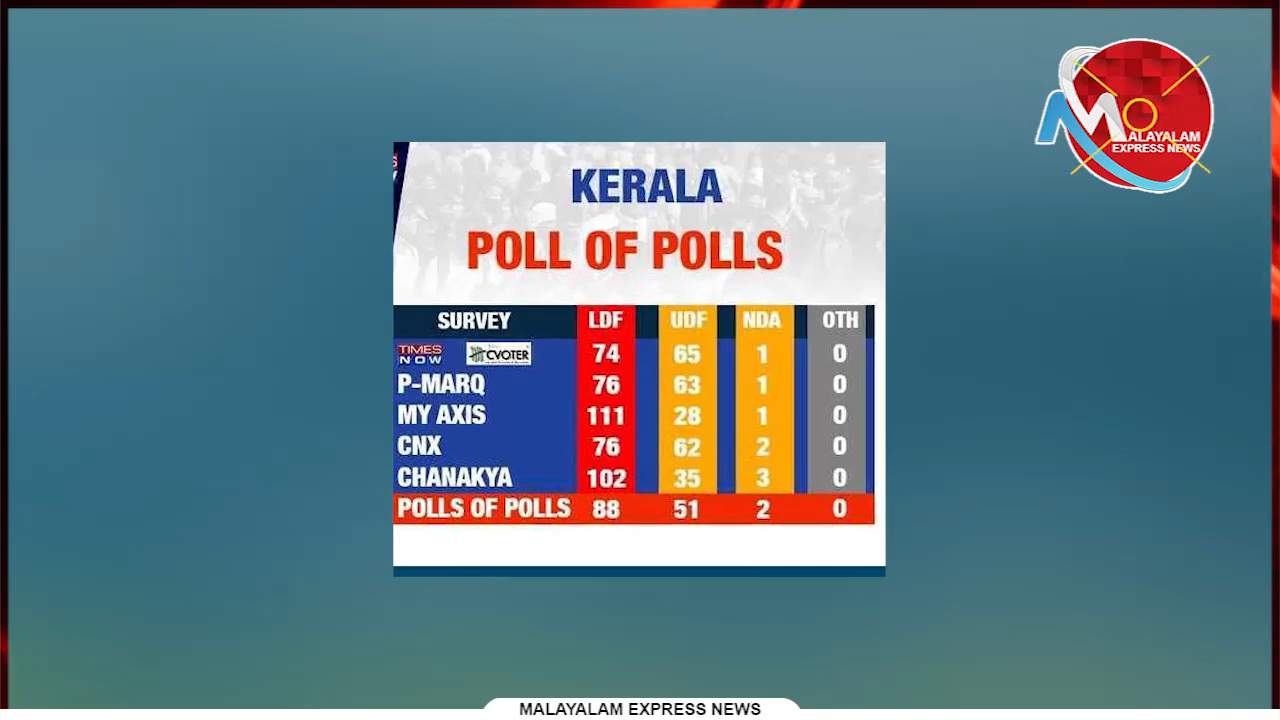 MALAYALAM
EXPRESS NEWS
KERALA
POLL OF POLLS
SURVEY LDF UDF NDA OTH
TIMES NOW CVOTER 74 65 1 0
P-MARQ 76 63 1 0
MY AXIS 111 28 1 0
CNX 76 62 2 0
CHANAKYA 102 35 3 0
POLLS OF POLLS 88 51 2 0
MALAYALAM EXPRESS NEWS